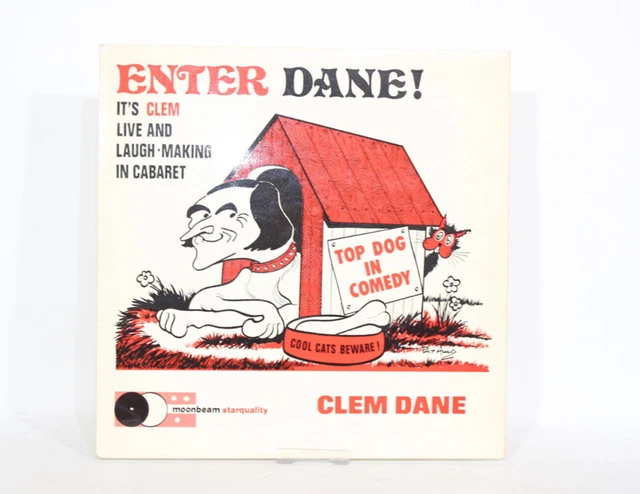 ENTER DANE!
IT'S CLEM
LIVE AND
LAUGH-MAKING
IN CABARET
TOP DOG
IN
COMEDY
COOL CATS BEWARE!
moonbeam starquality
CLEM DANE